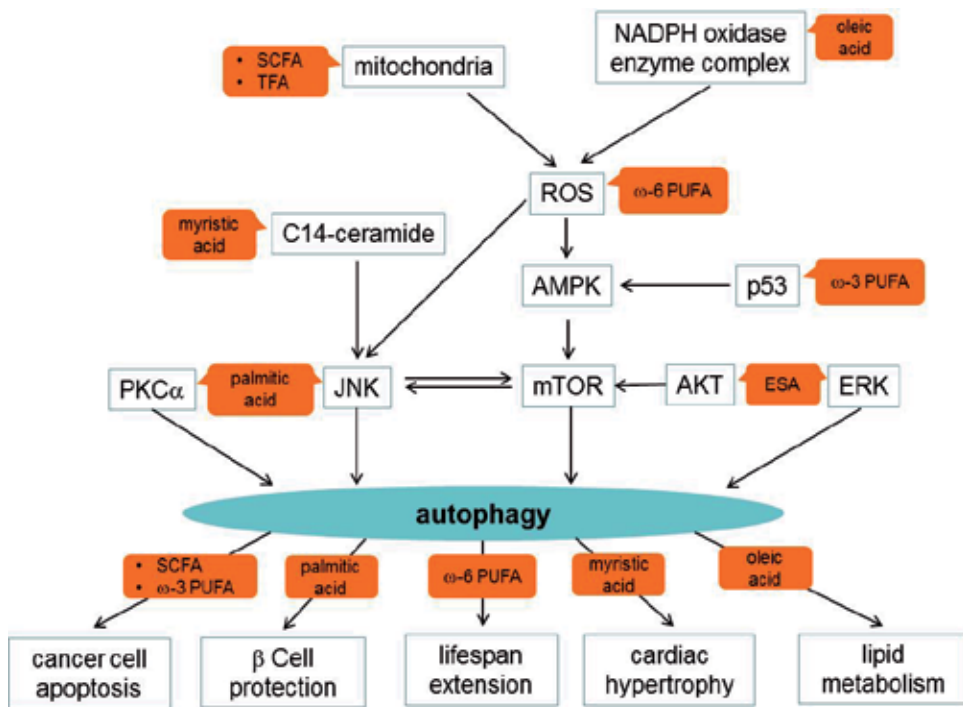 • SCFA
• TFA
mitochondria
NADPH oxidase
enzyme complex
oleic
acid
ROS
ω-6 PUFA
myristic
acid
C14-ceramide
AMPK
p53
ω-3 PUFA
PKCα
palmitic
acid
JNK
mTOR
AKT
ESA
ERK
autophagy
• SCFA
• ω-3 PUFA
palmitic
acid
ω-6 PUFA
myristic
acid
oleic
acid
cancer cell
apoptosis
β Cell
protection
lifespan
extension
cardiac
hypertrophy
lipid
metabolism